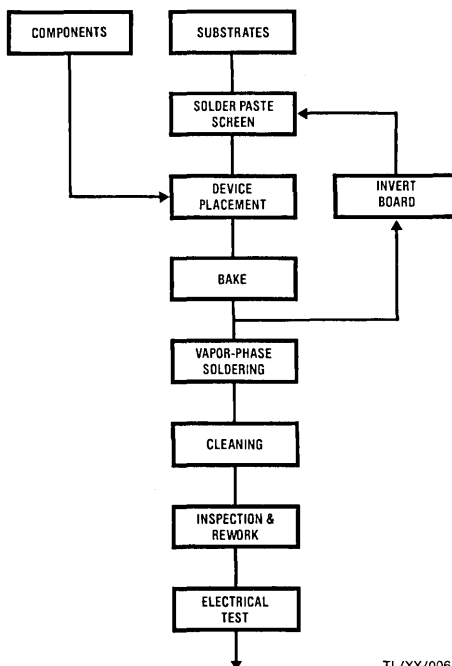 COMPONENTS
SUBSTRATES
SOLDER PASTE
SCREEN
DEVICE
PLACEMENT
INVERT
BOARD
BAKE
VAPOR-PHASE
SOLDERING
CLEANING
INSPECTION &
REWORK
ELECTRICAL
TEST